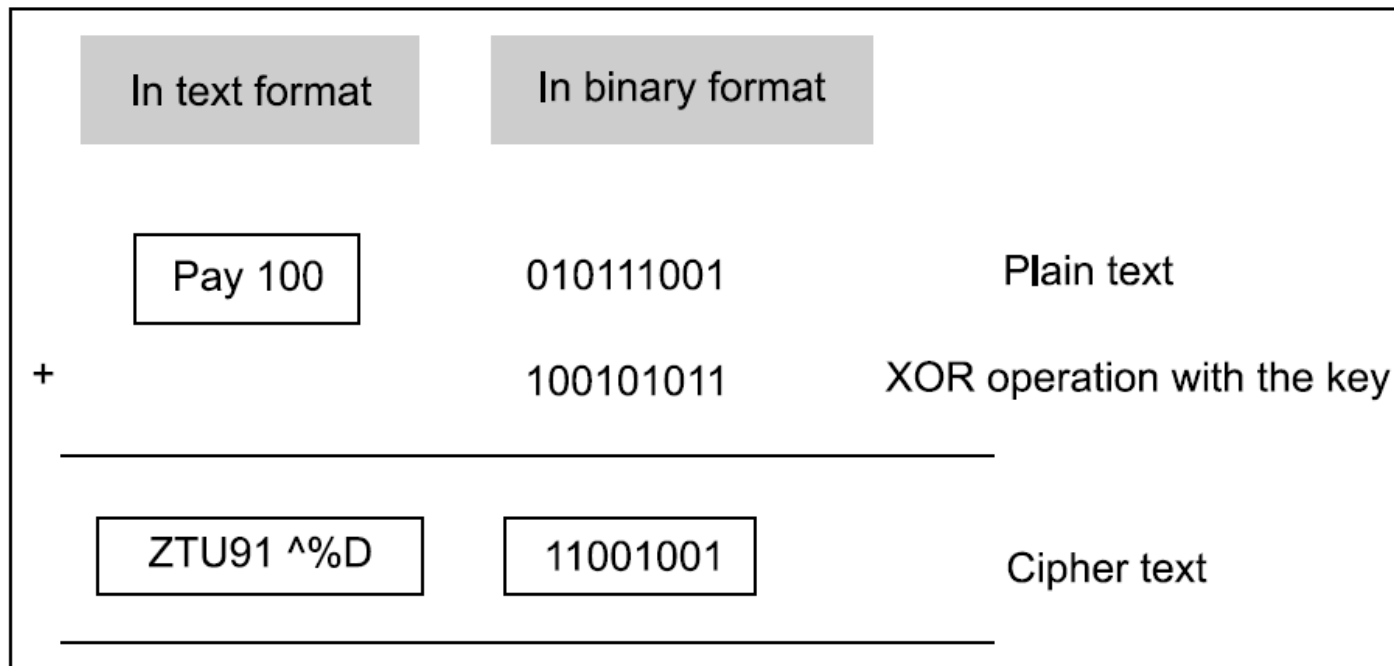 In text format In binary format
Pay 100 010111001 Plain text
+ 100101011 XOR operation with the key
ZTU91 ^%D 11001001 Cipher text